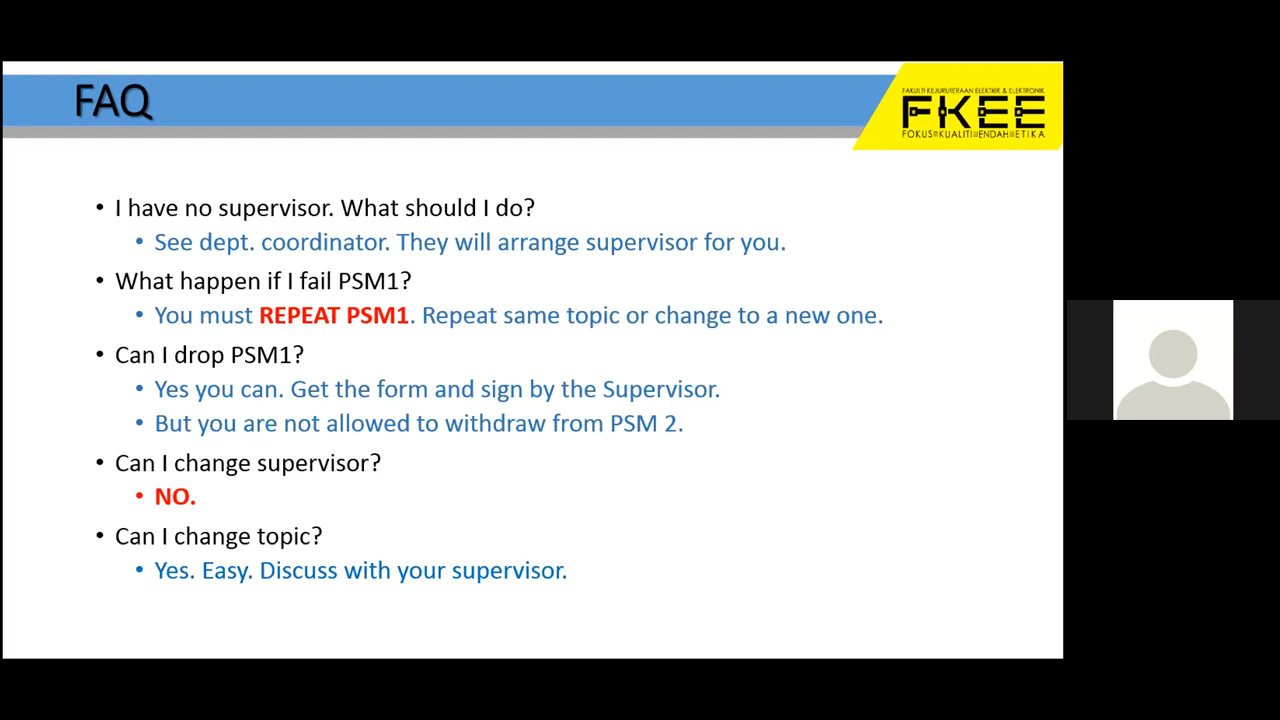 FAQ
FAKULTI KEJURUTERAAN ELEKTRIK & ELEKTRONIK
FKEE
FOKUS KUALITI ENDAH ETIKA
• I have no supervisor. What should I do?
• See dept. coordinator. They will arrange supervisor for you.
• What happen if I fail PSM1?
• You must REPEAT PSM1. Repeat same topic or change to a new one.
• Can I drop PSM1?
• Yes you can. Get the form and sign by the Supervisor.
• But you are not allowed to withdraw from PSM 2.
• Can I change supervisor?
• NO.
• Can I change topic?
• Yes. Easy. Discuss with your supervisor.